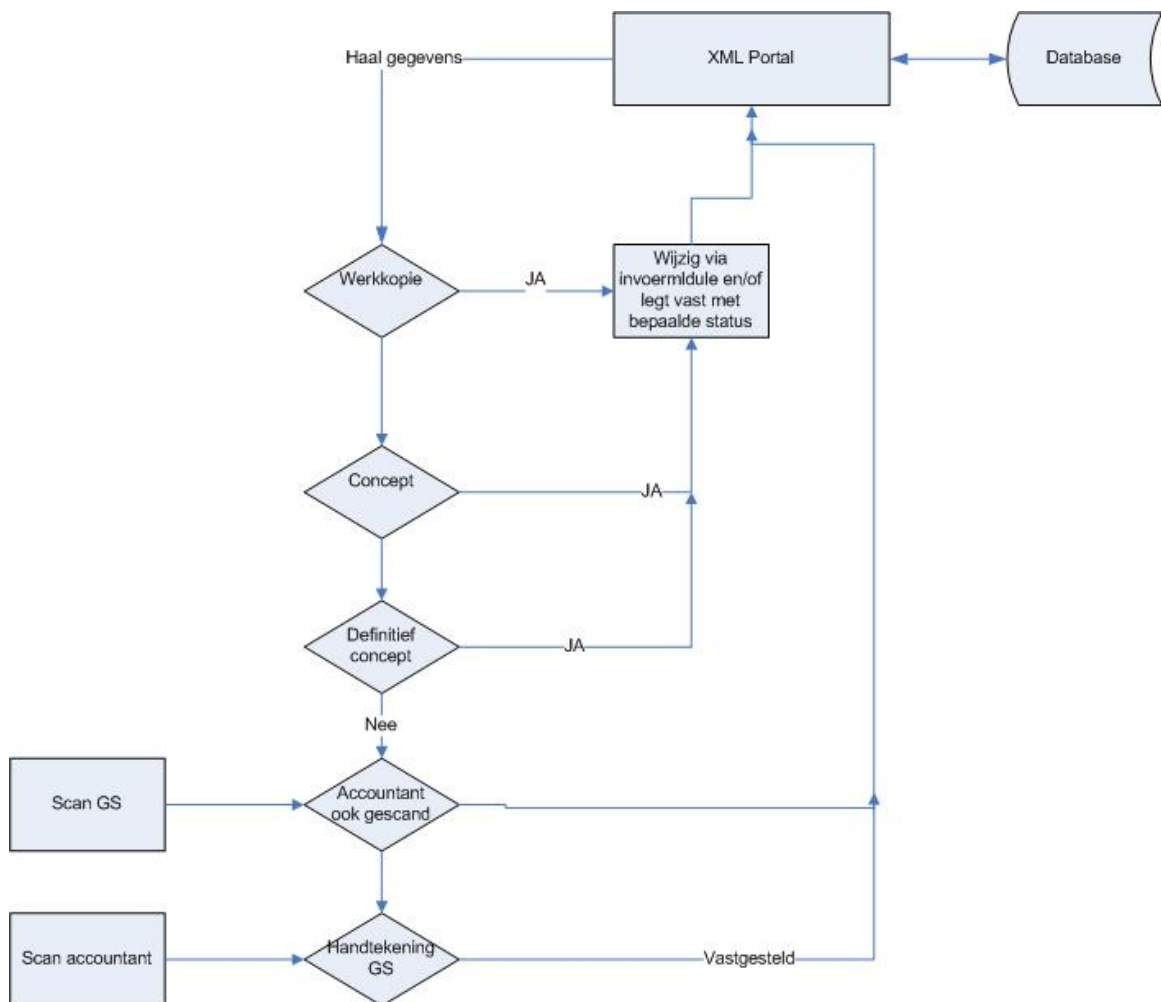 Haal gegevens
XML Portal
Database
Werkkopie
JA
Wijzig via
invoermldule en/of
legt vast met
bepaalde status
Concept
JA
Definitief
concept
JA
Nee
Scan GS
Accountant
ook gescand
Scan accountant
Handtekening
GS
Vastgesteld